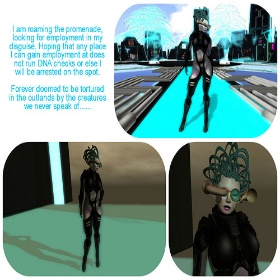 I am roaming the promenade,
looking for employment in my
disguise. Hoping that any place
I can gain employment at does
not run DNA checks or else I
will be arrested on the spot.
Forever doomed to be tortured
in the outlands by the creatures
we never speak of......